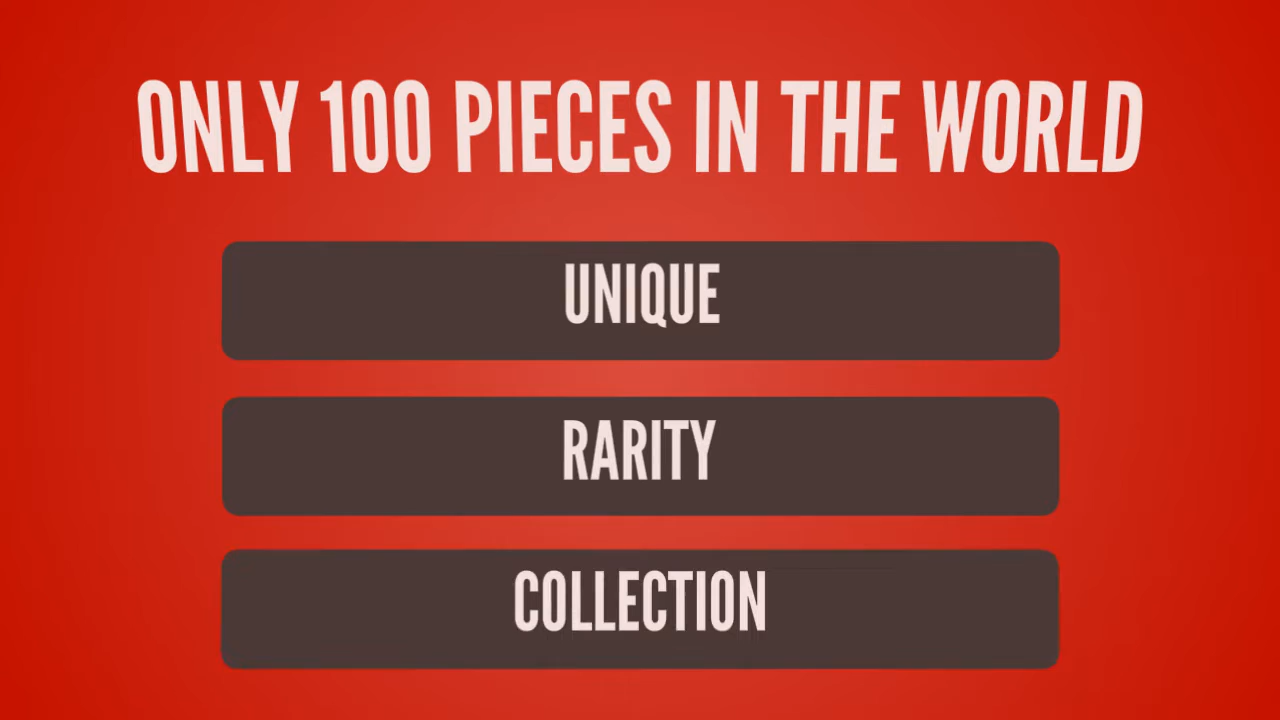 ONLY 100 PIECES IN THE WORLD
UNIQUE
RARITY
COLLECTION